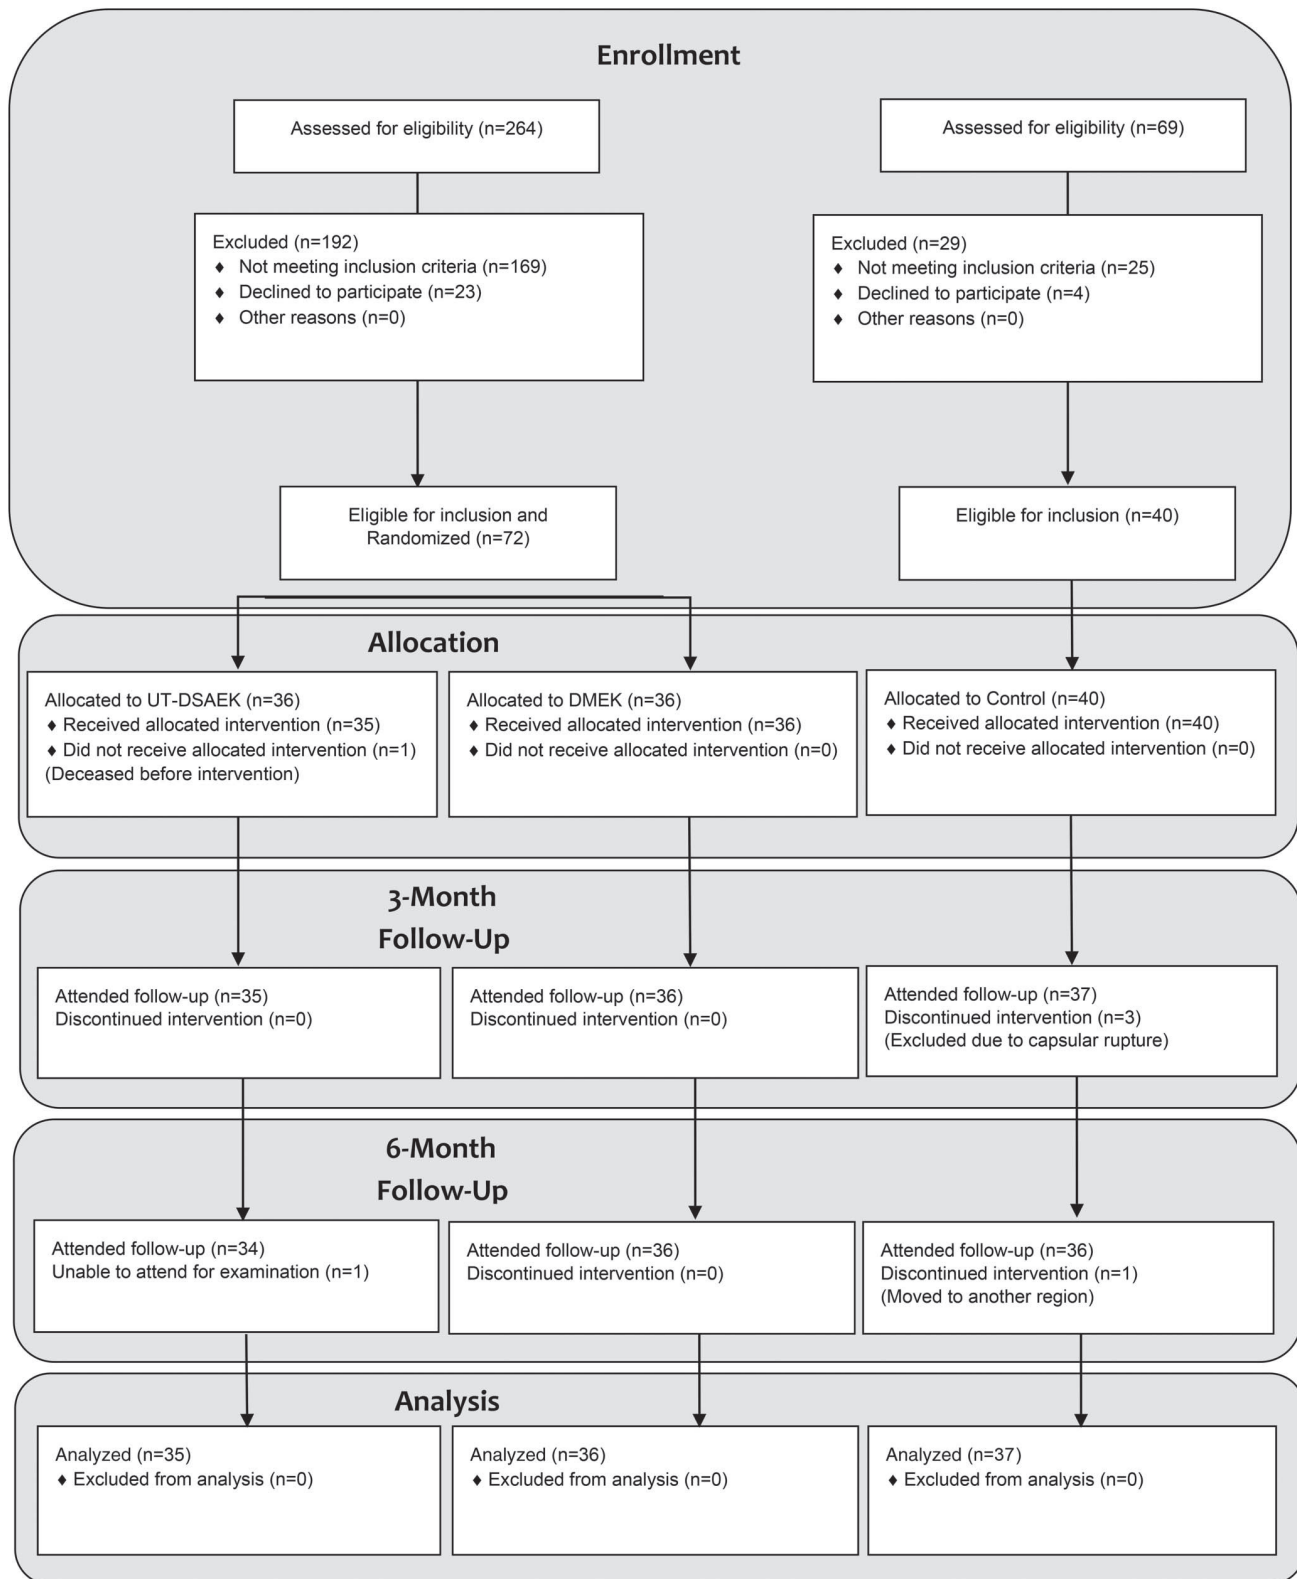 Enrollment
Assessed for eligibility (n=264)
Excluded (n=192)
♦ Not meeting inclusion criteria (n=169)
♦ Declined to participate (n=23)
♦ Other reasons (n=0)
Eligible for inclusion and
Randomized (n=72)
Assessed for eligibility (n=69)
Excluded (n=29)
♦ Not meeting inclusion criteria (n=25)
♦ Declined to participate (n=4)
♦ Other reasons (n=0)
Eligible for inclusion (n=40)
Allocation
Allocated to UT-DSAEK (n=36)
♦ Received allocated intervention (n=35)
♦ Did not receive allocated intervention (n=1)
(Deceased before intervention)
Allocated to DMEK (n=36)
♦ Received allocated intervention (n=36)
♦ Did not receive allocated intervention (n=0)
Allocated to Control (n=40)
♦ Received allocated intervention (n=40)
♦ Did not receive allocated intervention (n=0)
3-Month
Follow-Up
Attended follow-up (n=35)
Discontinued intervention (n=0)
Attended follow-up (n=36)
Discontinued intervention (n=0)
Attended follow-up (n=37)
Discontinued intervention (n=3)
(Excluded due to capsular rupture)
6-Month
Follow-Up
Attended follow-up (n=34)
Unable to attend for examination (n=1)
Attended follow-up (n=36)
Discontinued intervention (n=0)
Attended follow-up (n=36)
Discontinued intervention (n=1)
(Moved to another region)
Analysis
Analyzed (n=35)
♦ Excluded from analysis (n=0)
Analyzed (n=36)
♦ Excluded from analysis (n=0)
Analyzed (n=37)
♦ Excluded from analysis (n=0)